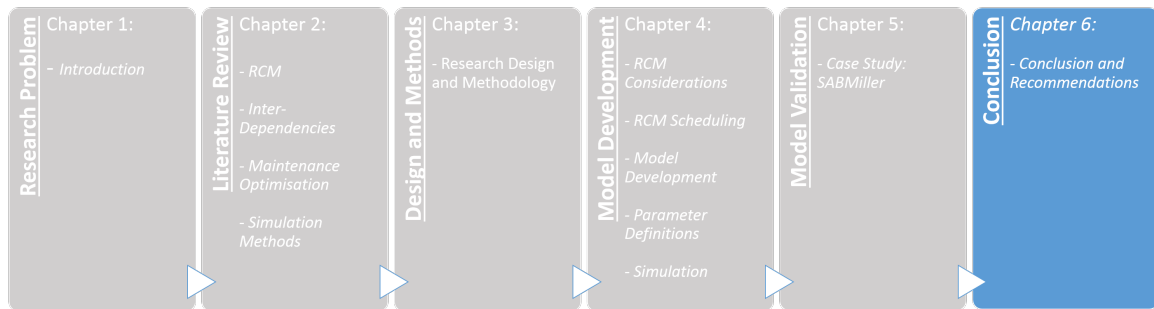 Research Problem
Chapter 1:
- Introduction
Literature Review
Chapter 2:
- RCM
- Inter-
Dependencies
- Maintenance
Optimisation
- Simulation
Methods
Design and Methods
Chapter 3:
- Research Design
and Methodology
Model Development
Chapter 4:
- RCM
Considerations
- RCM Scheduling
- Model
Development
- Parameter
Definitions
- Simulation
Model Validation
Chapter 5:
- Case Study:
SABMiller
Conclusion
Chapter 6:
- Conclusion and
Recommendations